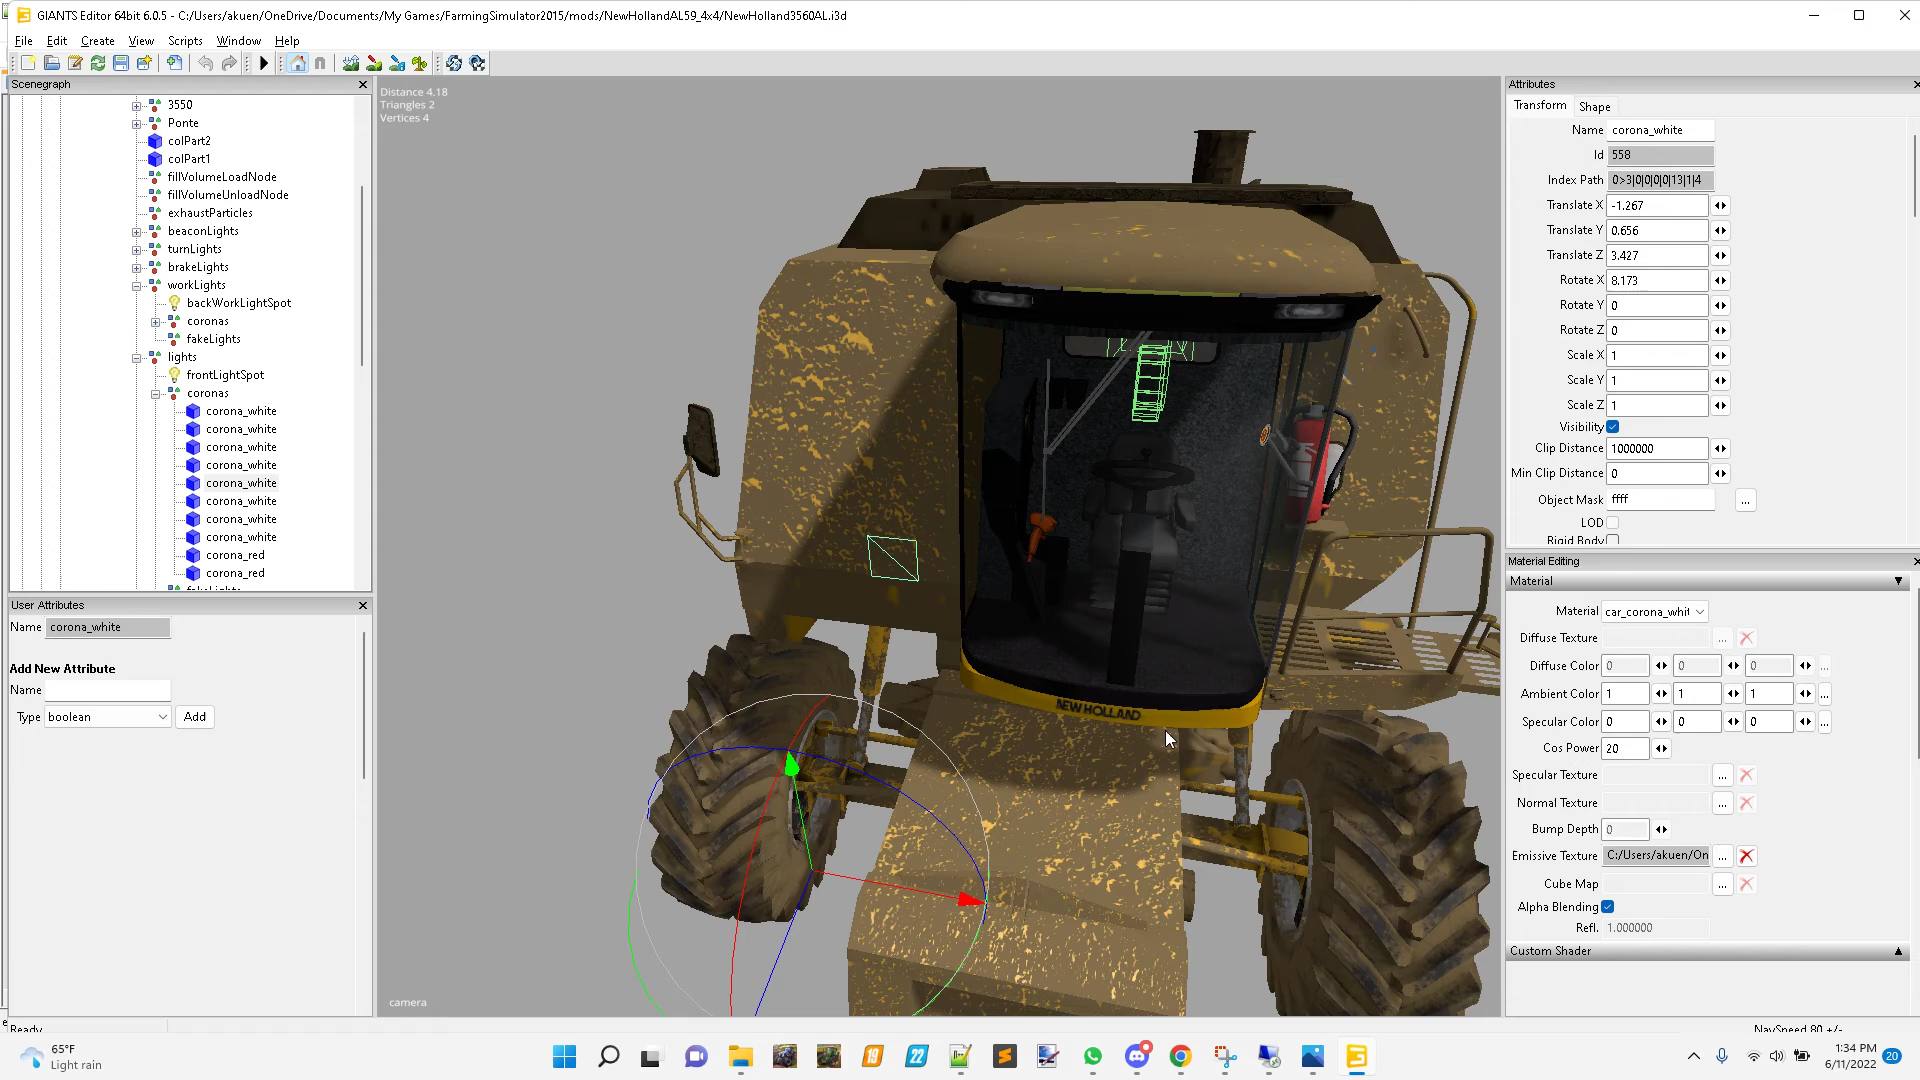 GIANTS Editor 64bit 6.0.5 - C:/Users/akuen/OneDrive/Documents/My Games/FarmingSimulator2015/mods/NewHollandAL59_4x4/NewHolland3560AL.i3d
File Edit Create View Scripts Window Help
Scenegraph
3550
Ponte
colPart2
colPart1
fillVolumeLoadNode
fillVolumeUnloadNode
exhaustParticles
beaconLights
turnLights
brakeLights
workLights
backWorkLightSpot
coronas
fakeLights
lights
frontLightSpot
coronas
corona_white
corona_white
corona_white
corona_white
corona_white
corona_white
corona_white
corona_white
corona_red
corona_red
User Attributes
Name corona_white
Add New Attribute
Name
Type boolean Add
Ready
Distance 4.18
Triangles 2
Vertices 4
NEW HOLLAND
camera
Attributes
Transform Shape
Name corona_white
Id 558
Index Path 0>3|0|0|0|0|13|1|4
Translate X -1.267
Translate Y 0.656
Translate Z 3.427
Rotate X 8.173
Rotate Y 0
Rotate Z 0
Scale X 1
Scale Y 1
Scale Z 1
Visibility
Clip Distance 1000000
Min Clip Distance 0
Object Mask ffff ...
LOD
Rigid Body
Material Editing
Material
Material car_corona_whit
Diffuse Texture ...
Diffuse Color 0 0 0 ...
Ambient Color 1 1 1 ...
Specular Color 0 0 0 ...
Cos Power 20
Specular Texture ...
Normal Texture ...
Bump Depth 0
Emissive Texture C:/Users/akuen/On ...
Cube Map ...
Alpha Blending
Refl. 1.000000
Custom Shader
NavSpeed 80 +/-
65°F
Light rain
19
22
1:34 PM
6/11/2022
20